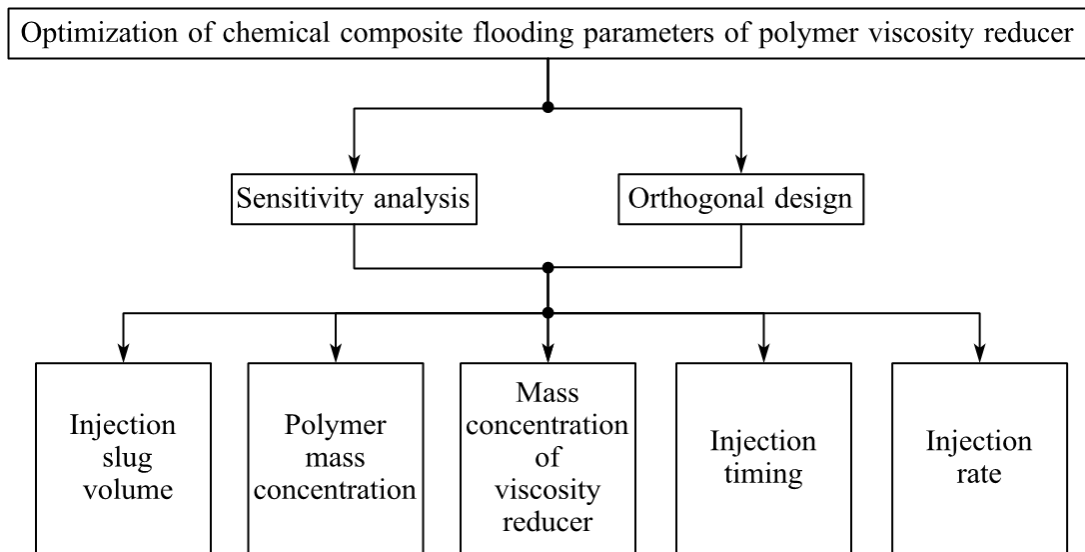 Optimization of chemical composite flooding parameters of polymer viscosity reducer
Sensitivity analysis
Orthogonal design
Injection
slug
volume
Polymer
mass
concentration
Mass
concentration
of
viscosity
reducer
Injection
timing
Injection
rate